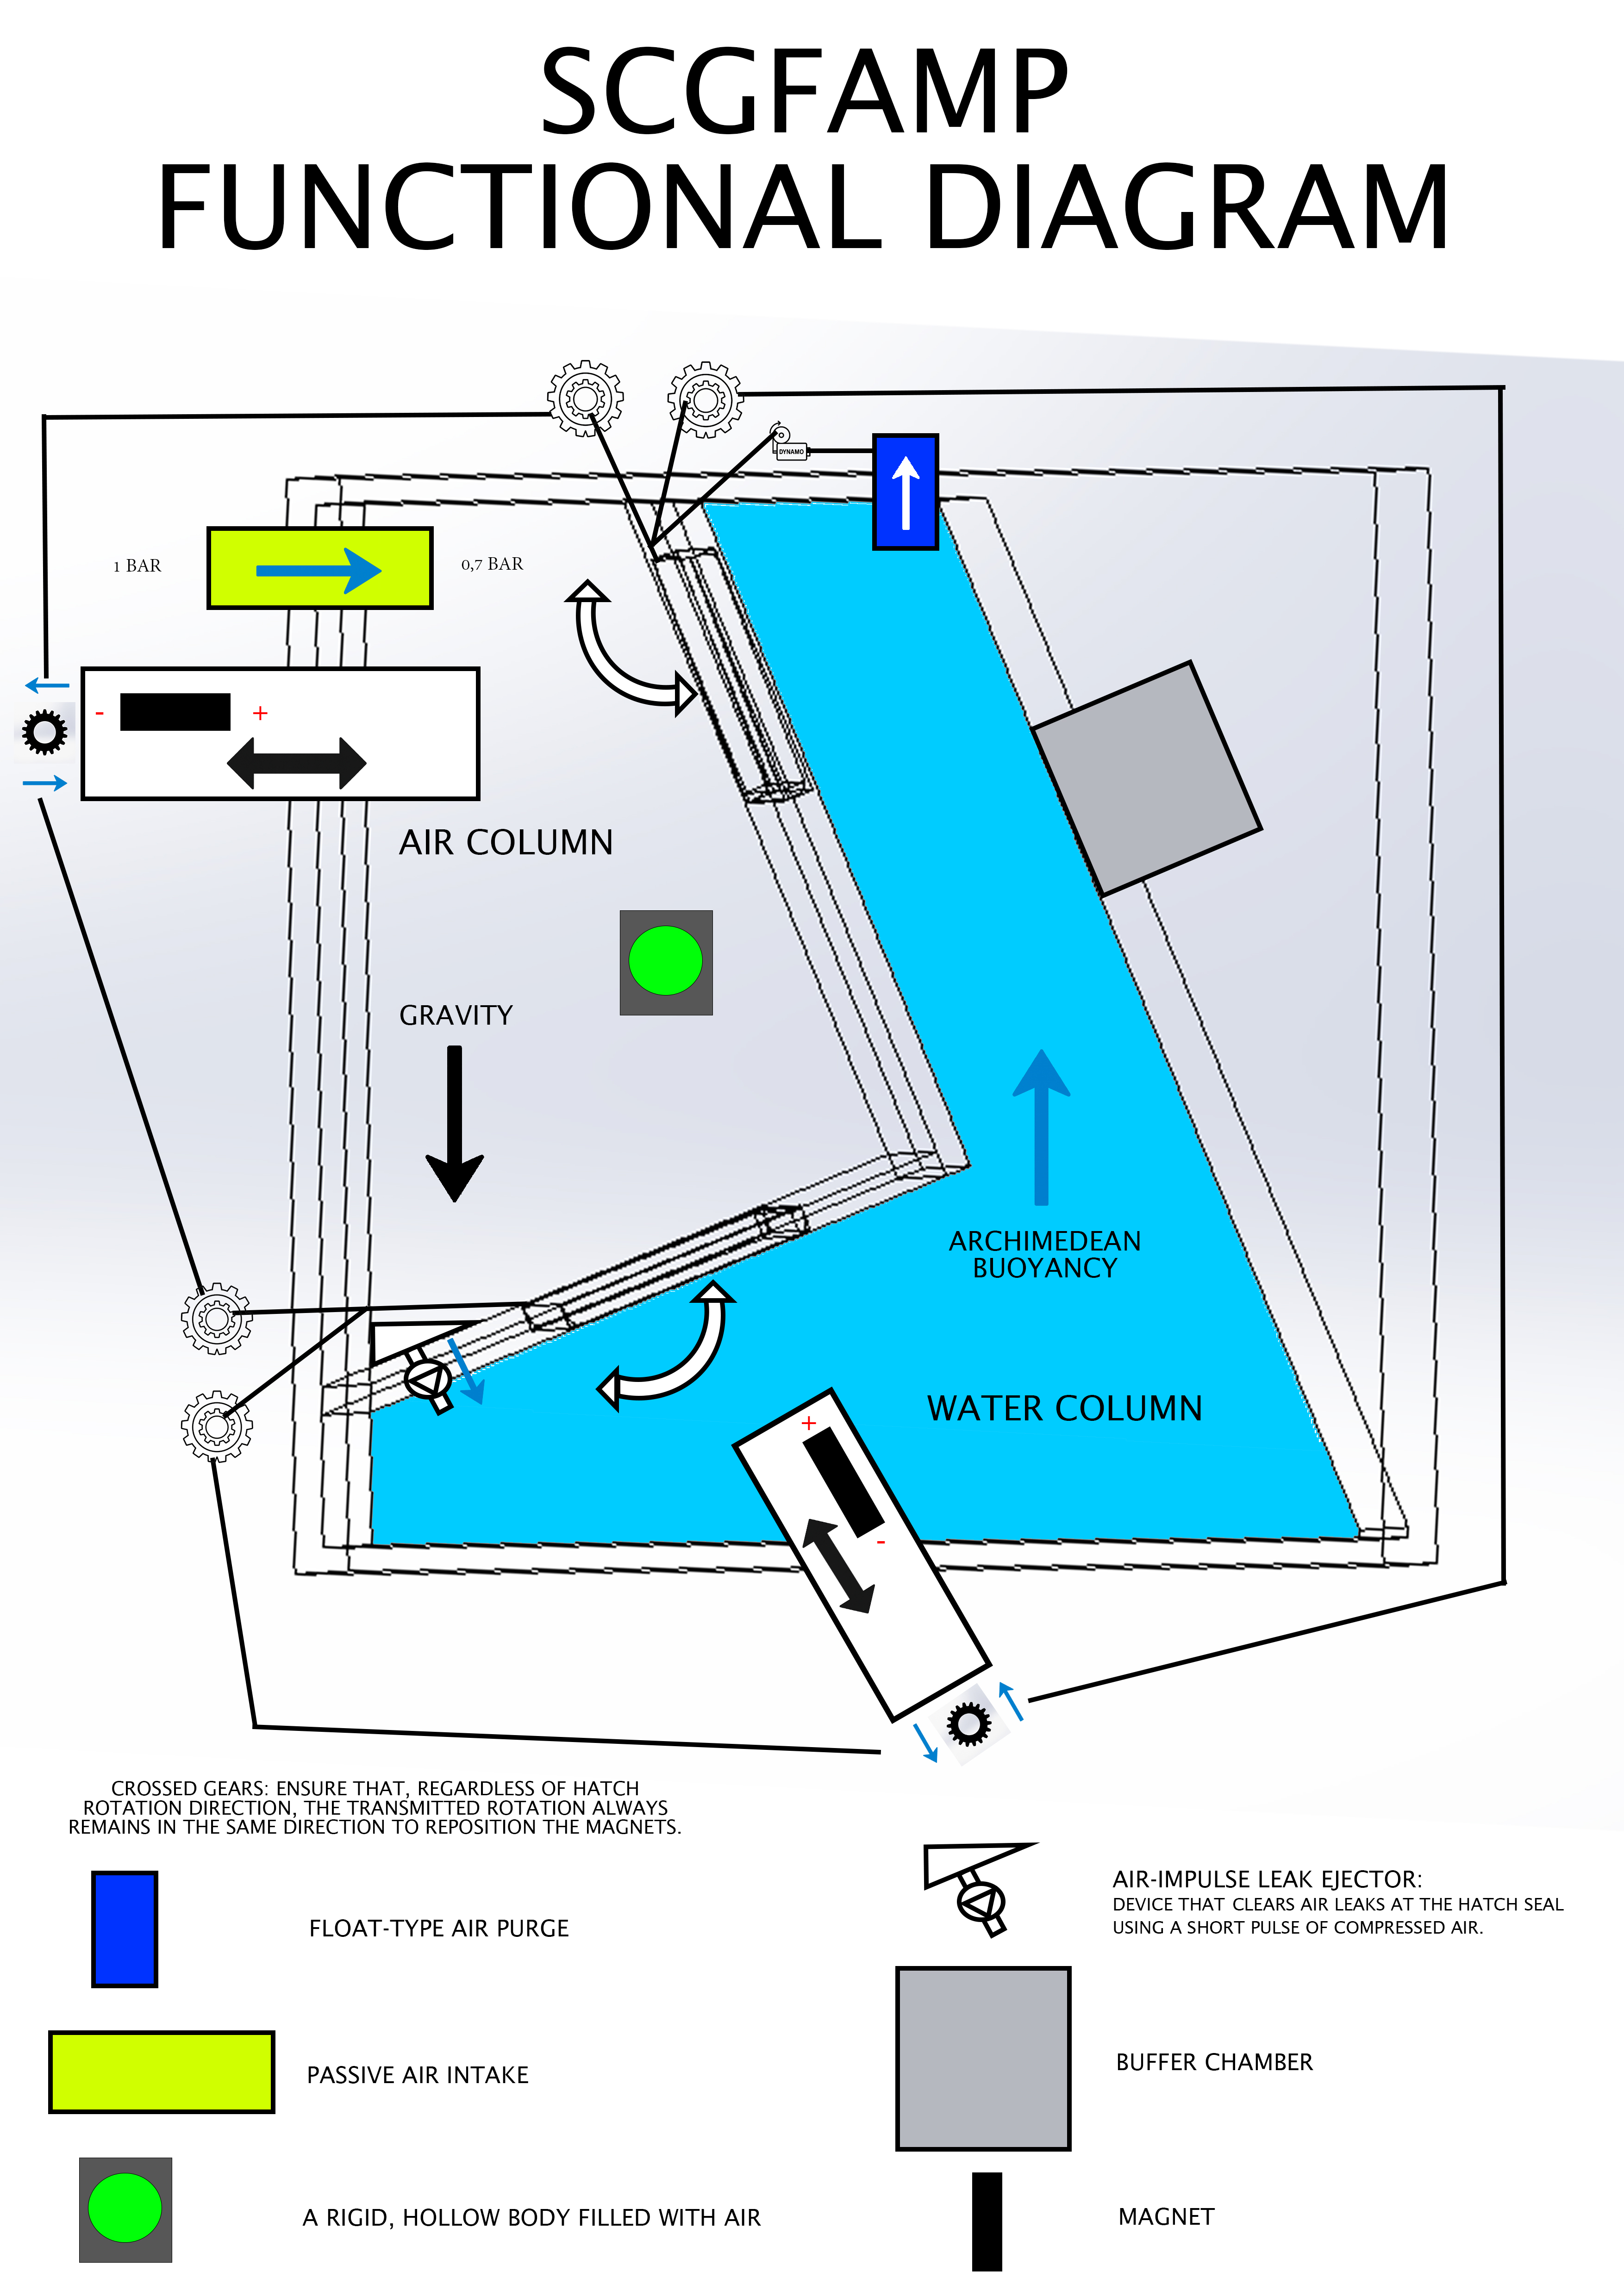 SCGFAMP
FUNCTIONAL DIAGRAM
DYNAMO
1 BAR
0,7 BAR
-
+
AIR COLUMN
GRAVITY
ARCHIMEDEAN
BUOYANCY
WATER COLUMN
+
-
CROSSED GEARS: ENSURE THAT, REGARDLESS OF HATCH
ROTATION DIRECTION, THE TRANSMITTED ROTATION ALWAYS
REMAINS IN THE SAME DIRECTION TO REPOSITION THE MAGNETS.
FLOAT-TYPE AIR PURGE
PASSIVE AIR INTAKE
A RIGID, HOLLOW BODY FILLED WITH AIR
AIR-IMPULSE LEAK EJECTOR:
DEVICE THAT CLEARS AIR LEAKS AT THE HATCH SEAL
USING A SHORT PULSE OF COMPRESSED AIR.
BUFFER CHAMBER
MAGNET